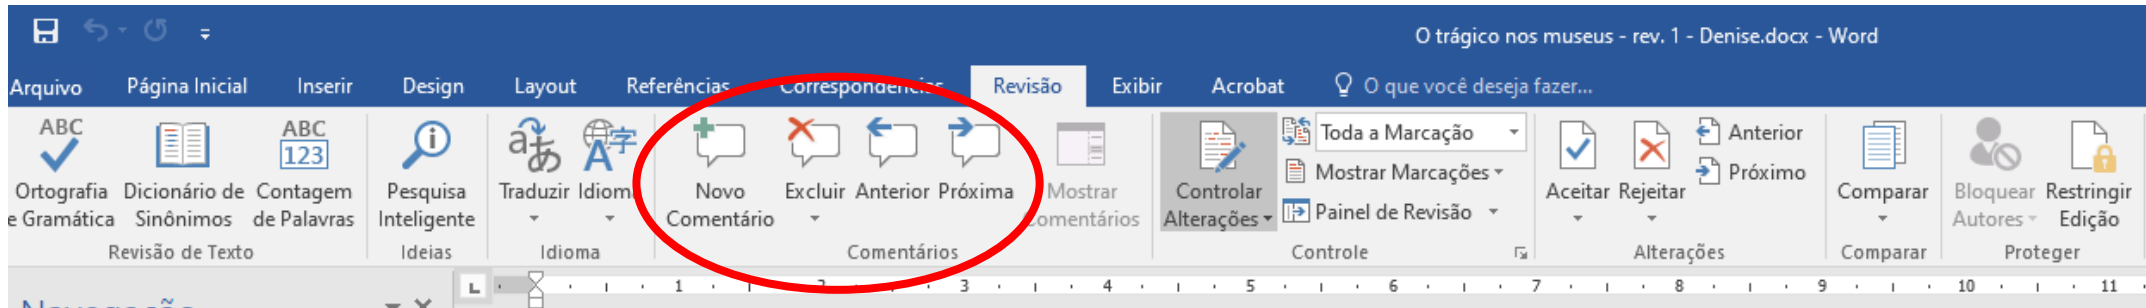 O trágico nos museus - rev. 1 - Denise.docx - Word
Arquivo Página Inicial Inserir Design Layout Referências Correspondências Revisão Exibir Acrobat O que você deseja fazer...
ABC
Ortografia
e Gramática
Dicionário de
Sinônimos
ABC
123
Contagem
de Palavras
Revisão de Texto
Pesquisa
Inteligente
Ideias
Traduzir
Idioma
Idioma
Novo
Comentário
Excluir
Anterior
Próxima
Mostrar
Comentários
Comentários
Controlar
Alterações
Toda a Marcação
Mostrar Marcações
Painel de Revisão
Controle
Aceitar
Rejeitar
Anterior
Próximo
Alterações
Comparar
Comparar
Bloquear
Autores
Restringir
Edição
Proteger
1 2 3 4 5 6 7 8 9 10 11